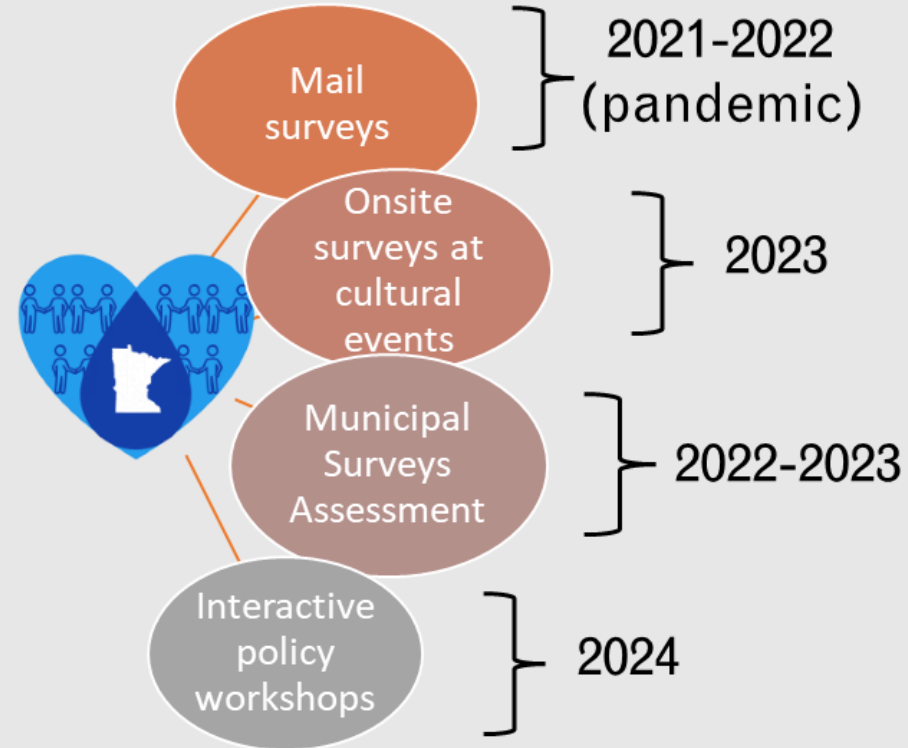 Mail
surveys
2021-2022
(pandemic)
Onsite
surveys at
cultural
events
2023
Municipal
Surveys
Assessment
2022-2023
Interactive
policy
workshops
2024